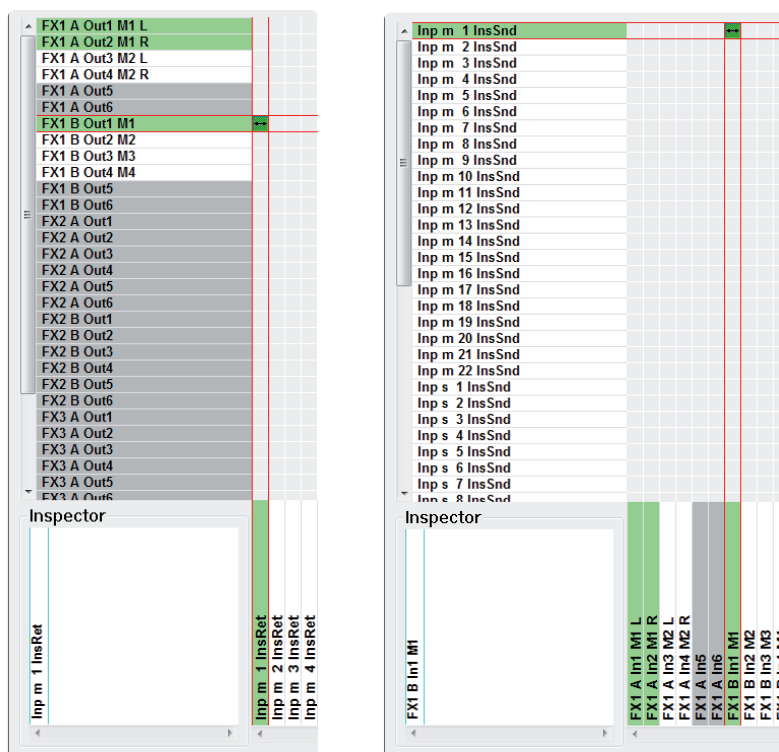 FX1 A Out1 M1 L
FX1 A Out2 M1 R
FX1 A Out3 M2 L
FX1 A Out4 M2 R
FX1 A Out5
FX1 A Out6
FX1 B Out1 M1
FX1 B Out2 M2
FX1 B Out3 M3
FX1 B Out4 M4
FX1 B Out5
FX1 B Out6
FX2 A Out1
FX2 A Out2
FX2 A Out3
FX2 A Out4
FX2 A Out5
FX2 A Out6
FX2 B Out1
FX2 B Out2
FX2 B Out3
FX2 B Out4
FX2 B Out5
FX2 B Out6
FX3 A Out1
FX3 A Out2
FX3 A Out3
FX3 A Out4
FX3 A Out5
FX3 A Out6
Inspector
Inp m 1 InsRet
Inp m 1 InsRet
Inp m 2 InsRet
Inp m 3 InsRet
Inp m 4 InsRet
Inp m 1 InsSnd
Inp m 2 InsSnd
Inp m 3 InsSnd
Inp m 4 InsSnd
Inp m 5 InsSnd
Inp m 6 InsSnd
Inp m 7 InsSnd
Inp m 8 InsSnd
Inp m 9 InsSnd
Inp m 10 InsSnd
Inp m 11 InsSnd
Inp m 12 InsSnd
Inp m 13 InsSnd
Inp m 14 InsSnd
Inp m 15 InsSnd
Inp m 16 InsSnd
Inp m 17 InsSnd
Inp m 18 InsSnd
Inp m 19 InsSnd
Inp m 20 InsSnd
Inp m 21 InsSnd
Inp m 22 InsSnd
Inp s 1 InsSnd
Inp s 2 InsSnd
Inp s 3 InsSnd
Inp s 4 InsSnd
Inp s 5 InsSnd
Inp s 6 InsSnd
Inp s 7 InsSnd
Inp s 8 InsSnd
Inspector
FX1 B In1 M1
FX1 A In1 M1 L
FX1 A In2 M1 R
FX1 A In3 M2 L
FX1 A In4 M2 R
FX1 A In5
FX1 A In6
FX1 B In1 M1
FX1 B In2 M2
FX1 B In3 M3